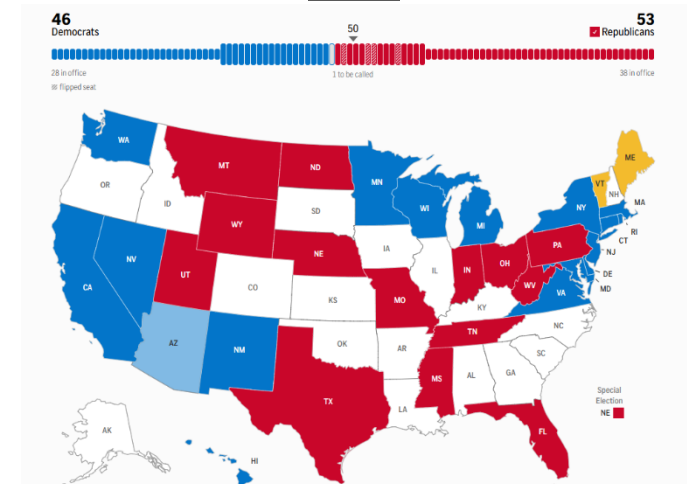 46
Democrats
50
53
Republicans
28 in office
1 to be called
38 in office
flipped seat
WA
MT
ND
MN
ME
VT
NH
OR
ID
SD
WI
MI
NY
MA
WY
RI
CT
IA
NE
PA
NJ
NV
UT
IL
IN
OH
DE
MD
CA
CO
KS
MO
WV
VA
KY
AZ
NM
OK
AR
TN
NC
SC
MS
AL
GA
TX
LA
Special
Election
NE
AK
HI
FL